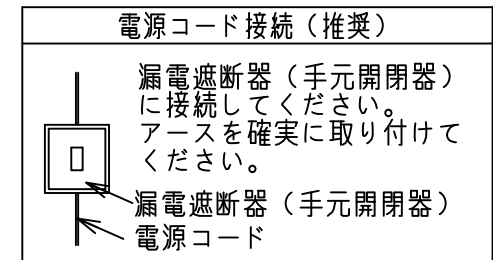 電源コード接続（推奨）
漏電遮断器（手元開閉器）
に接続してください。
アースを確実に取り付けて
ください。
漏電遮断器（手元開閉器）
電源コード